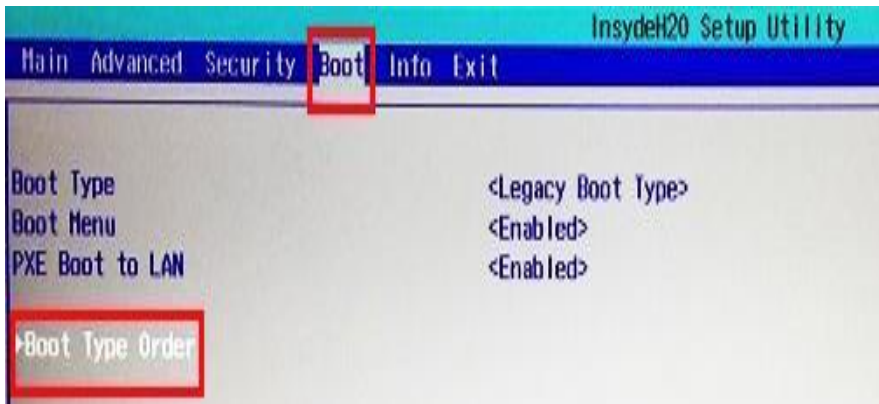 InsydeH20 Setup Utility
Main Advanced Security Boot Info Exit
Boot Type <Legacy Boot Type>
Boot Menu <Enabled>
PXE Boot to LAN <Enabled>
▸Boot Type Order